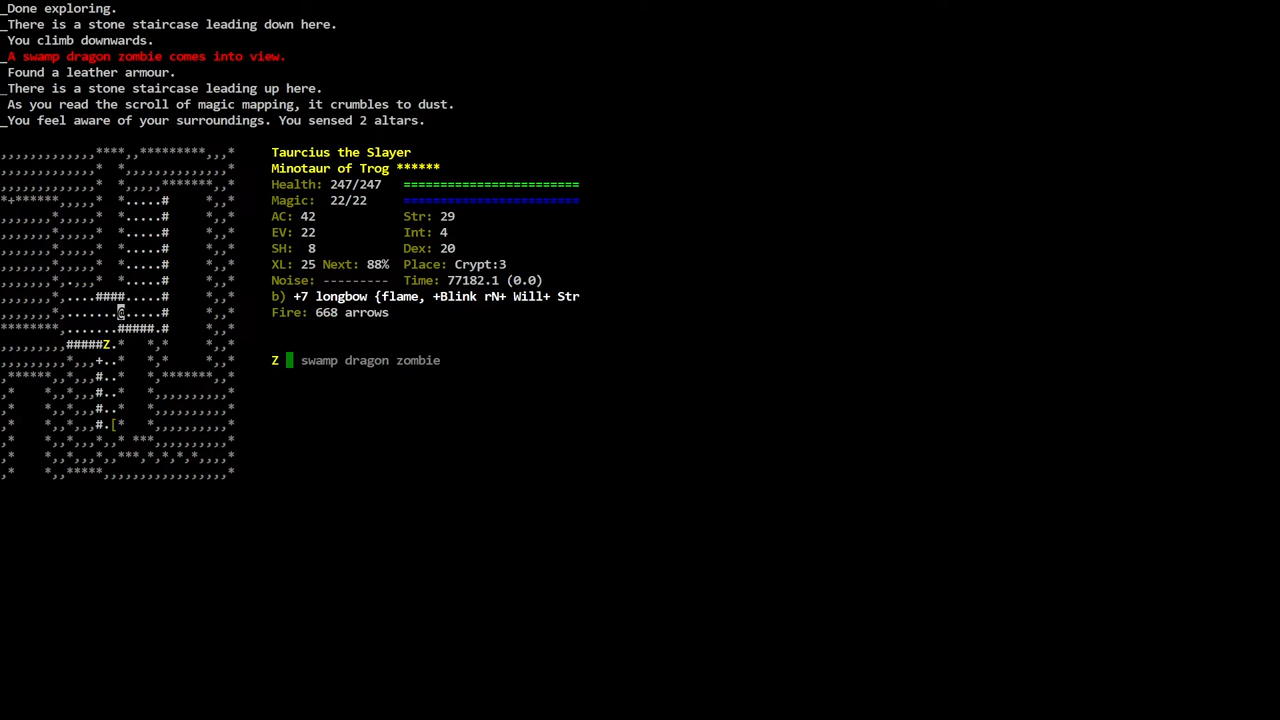 _Done exploring.
_There is a stone staircase leading down here.
 You climb downwards.
_A swamp dragon zombie comes into view.
 Found a leather armour.
_There is a stone staircase leading up here.
 As you read the scroll of magic mapping, it crumbles to dust.
_You feel aware of your surroundings. You sensed 2 altars.
Taurcius the Slayer
Minotaur of Trog ******
Health: 247/247 ========================
Magic: 22/22 ========================
AC: 42 Str: 29
EV: 22 Int: 4
SH: 8 Dex: 20
XL: 25 Next: 88% Place: Crypt:3
Noise: --------- Time: 77182.1 (0.0)
b) +7 longbow {flame, +Blink rN+ Will+ Str
Fire: 668 arrows
Z swamp dragon zombie